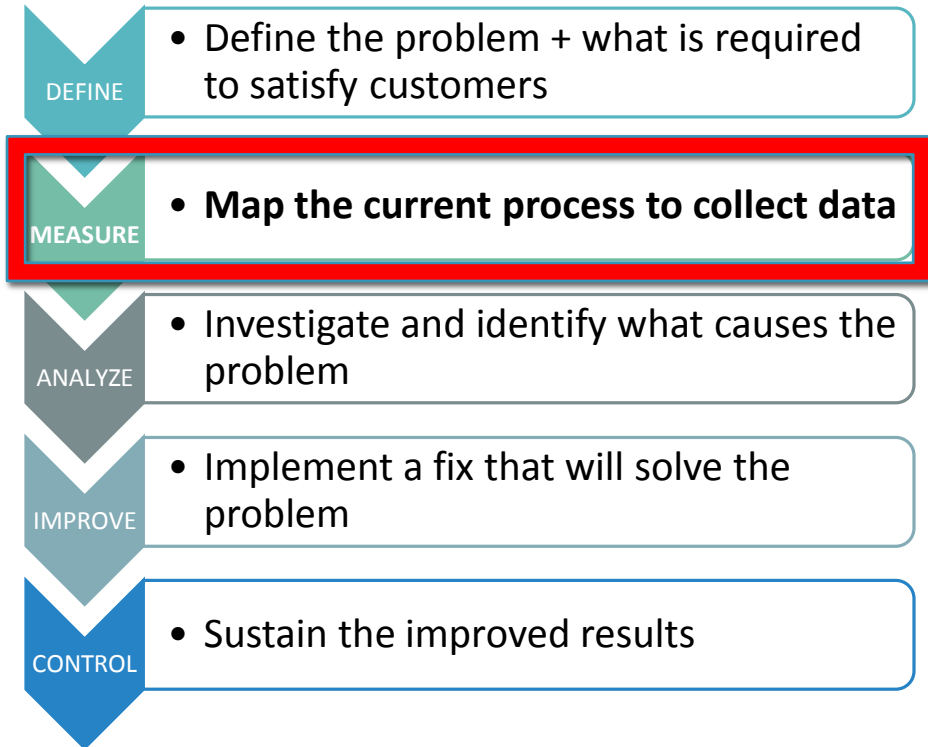 DEFINE
• Define the problem + what is required
to satisfy customers
MEASURE
• Map the current process to collect data
ANALYZE
• Investigate and identify what causes the
problem
IMPROVE
• Implement a fix that will solve the
problem
CONTROL
• Sustain the improved results